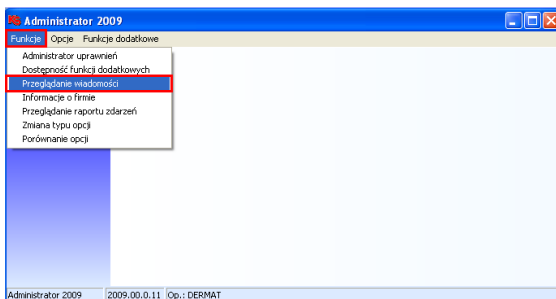 Administrator 2009
Funkcje Opcje Funkcje dodatkowe
Administrator uprawnień
Dostępność funkcji dodatkowych
Przeglądanie wiadomości
Informacje o firmie
Przeglądanie raportu zdarzeń
Zmiana typu opcji
Porównanie opcji
Administrator 2009 2009.00.0.11 Op.: DERMAT